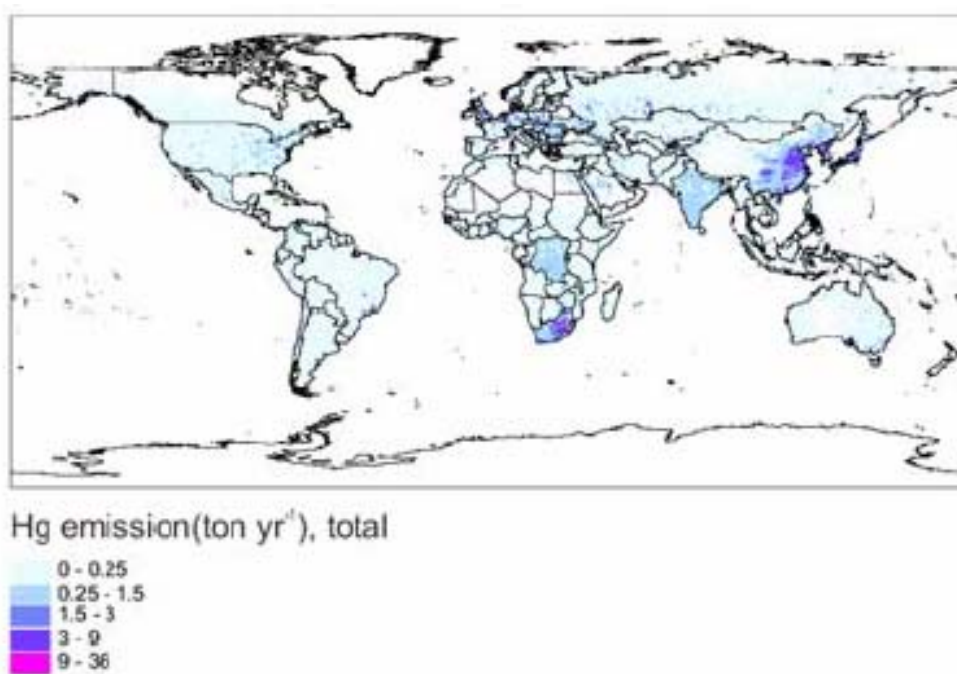 Hg emission(ton yr⁻¹), total
0 - 0.25
0.25 - 1.5
1.5 - 3
3 - 9
9 - 36